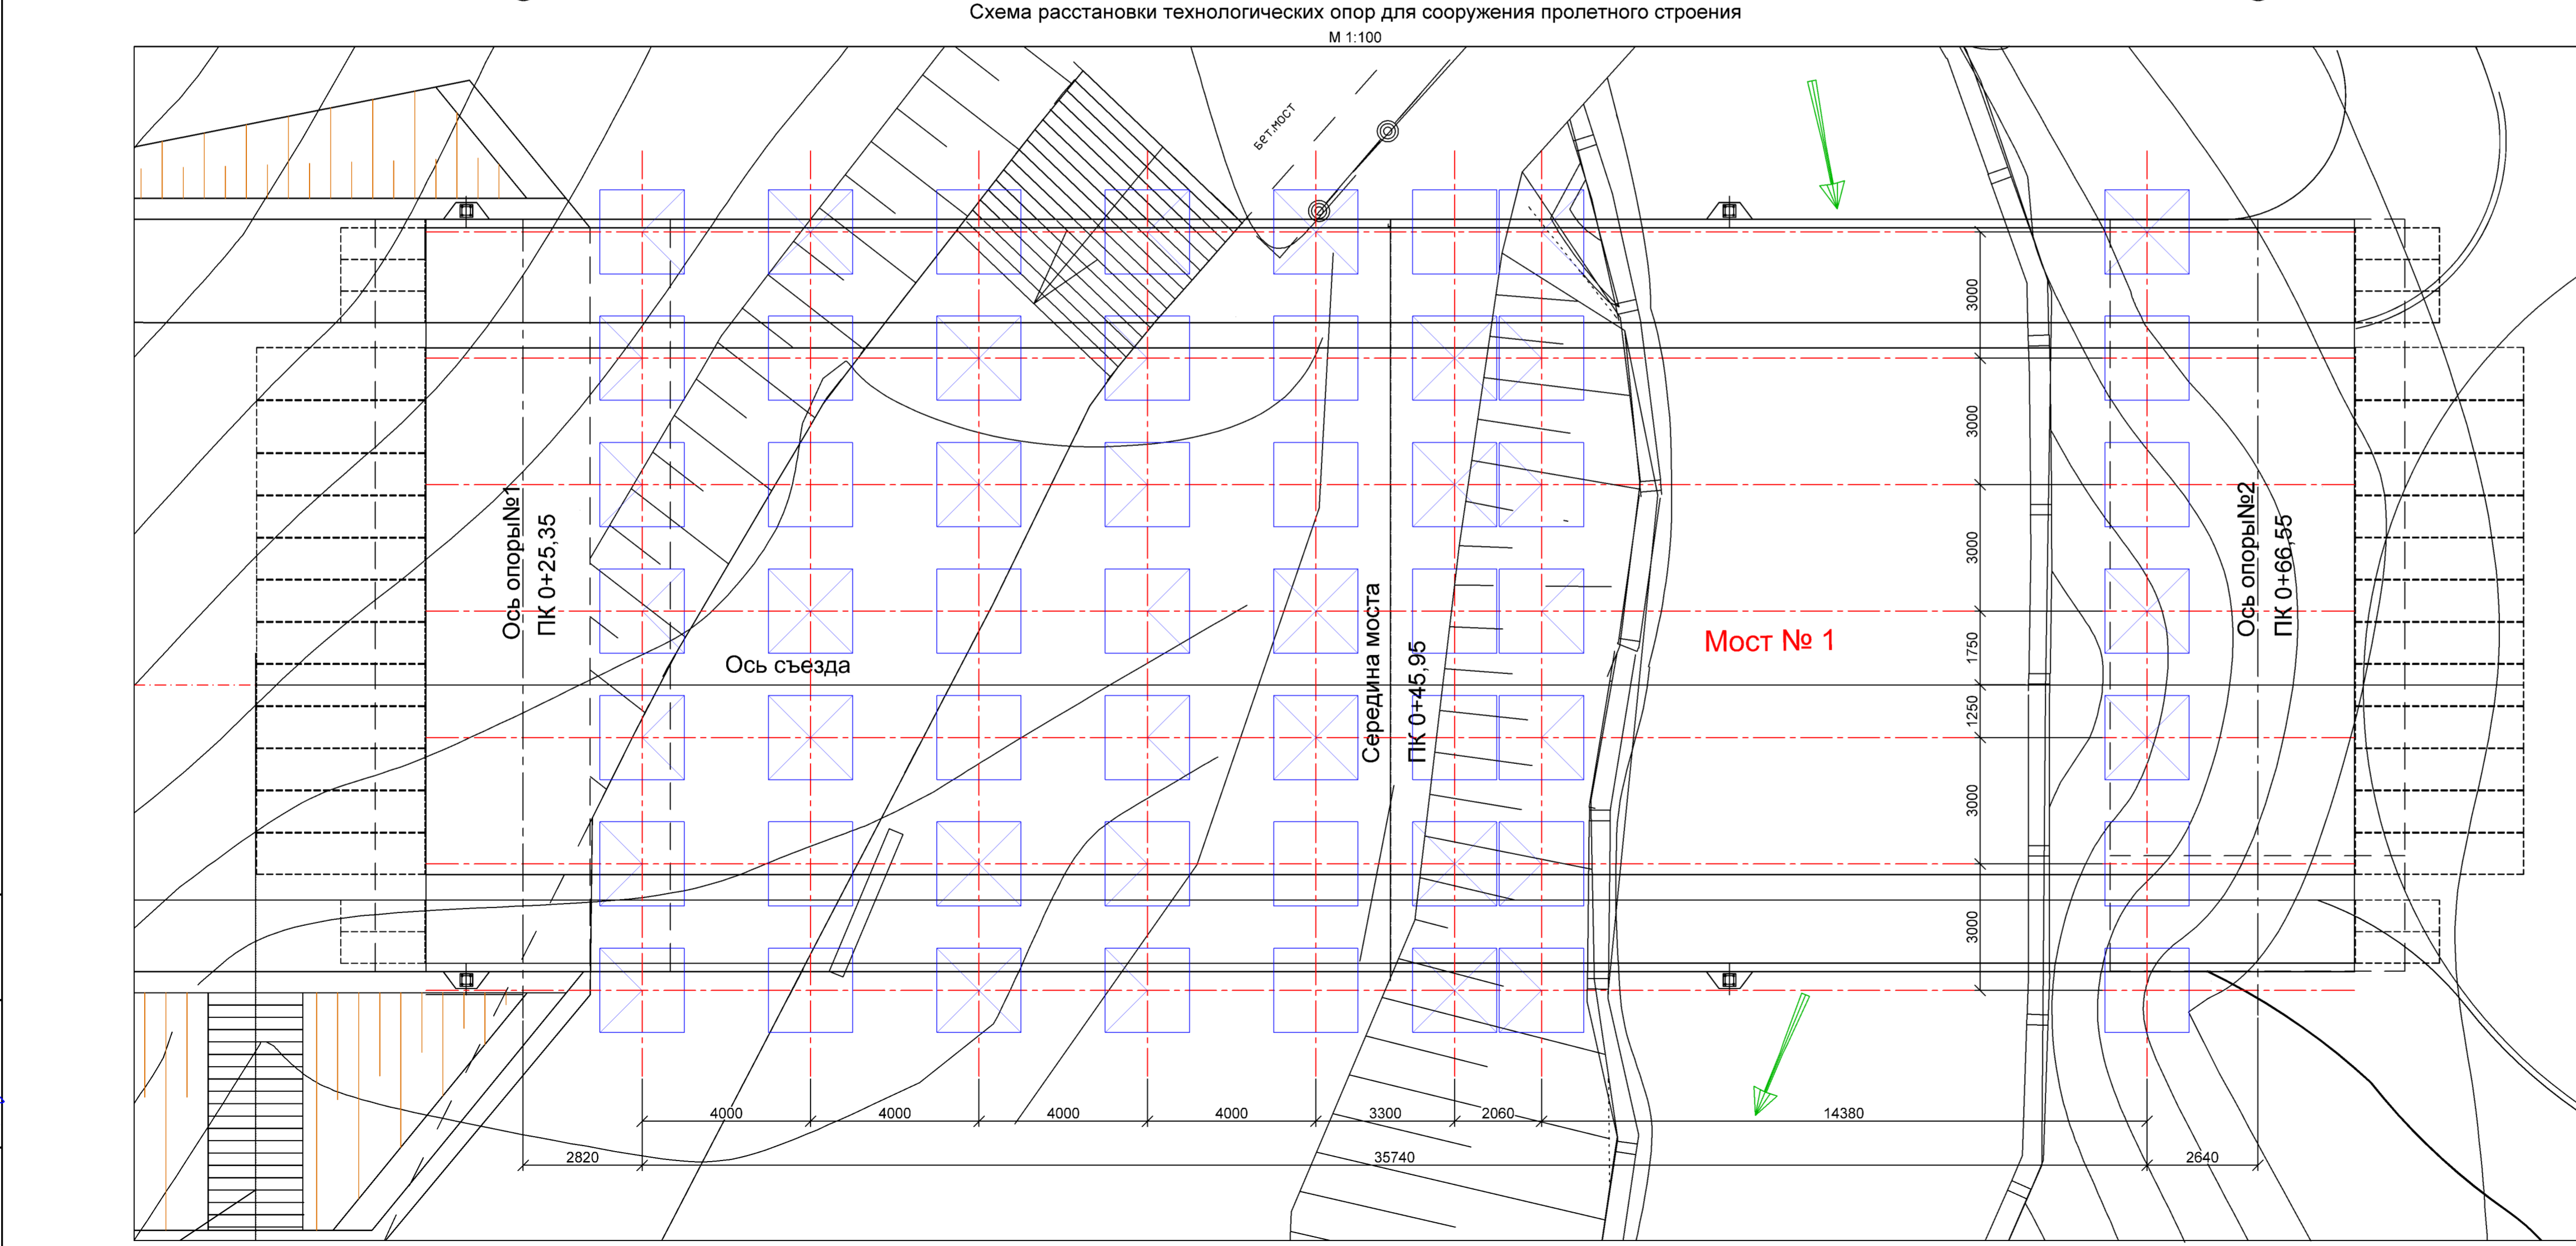 Схема расстановки технологических опор для сооружения пролетного строения
М 1:100
бет.мост
Ось опоры№1
ПК 0+25,35
Ось съезда
Середина моста
ПК 0+45,95
Мост № 1
Ось опоры№2
ПК 0+66,55
3000
3000
3000
1750
1250
3000
3000
4000
4000
4000
4000
3300
2060
14380
2820
35740
2640